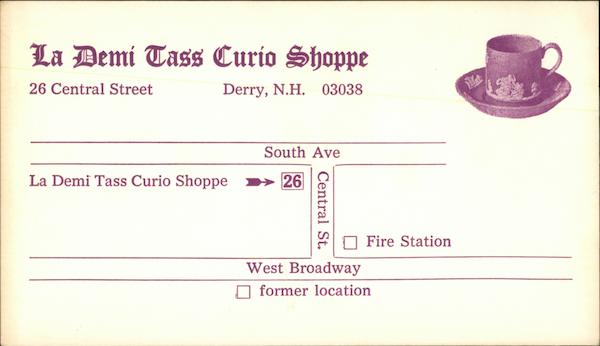 La Demi Tass Curio Shoppe
26 Central Street Derry, N.H. 03038
South Ave
La Demi Tass Curio Shoppe 26
Central St.
Fire Station
West Broadway
former location